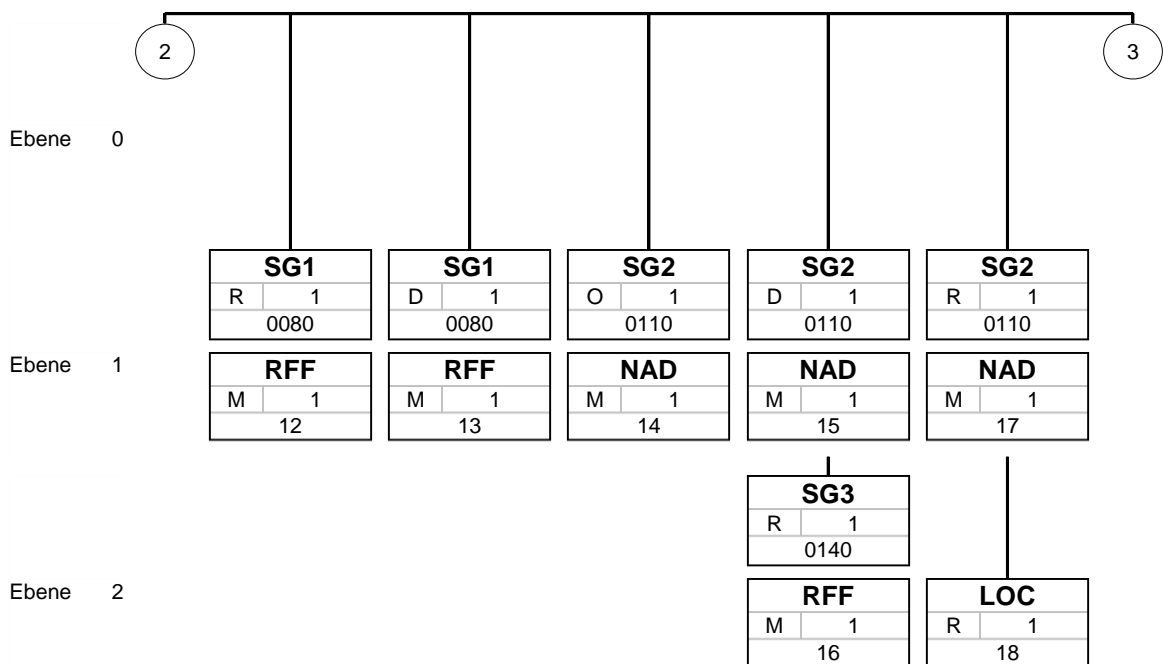 2 3
Ebene 0
SG1 SG1 SG2 SG2 SG2
R 1 D 1 O 1 D 1 R 1
0080 0080 0110 0110 0110
Ebene 1 RFF RFF NAD NAD NAD
M 1 M 1 M 1 M 1 M 1
12 13 14 15 17
SG3
R 1
0140
Ebene 2 RFF LOC
M 1 R 1
16 18